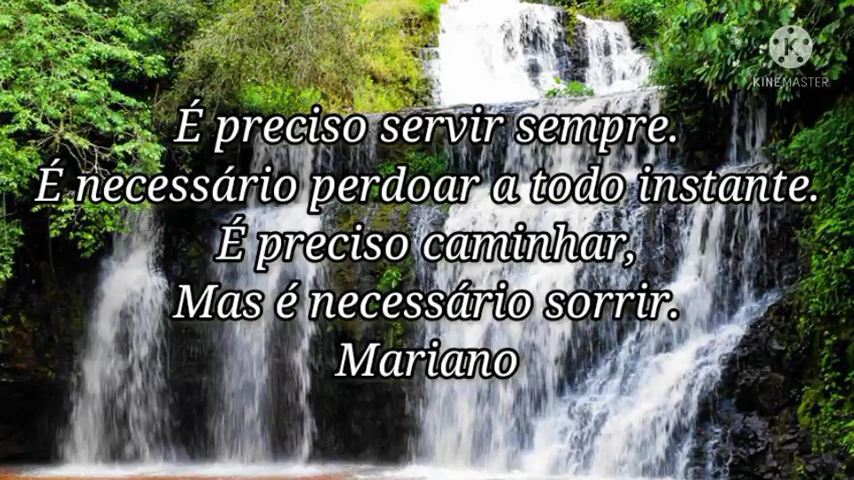 KINEMASTER
É preciso servir sempre.
É necessário perdoar a todo instante.
É preciso caminhar,
Mas é necessário sorrir.
Mariano